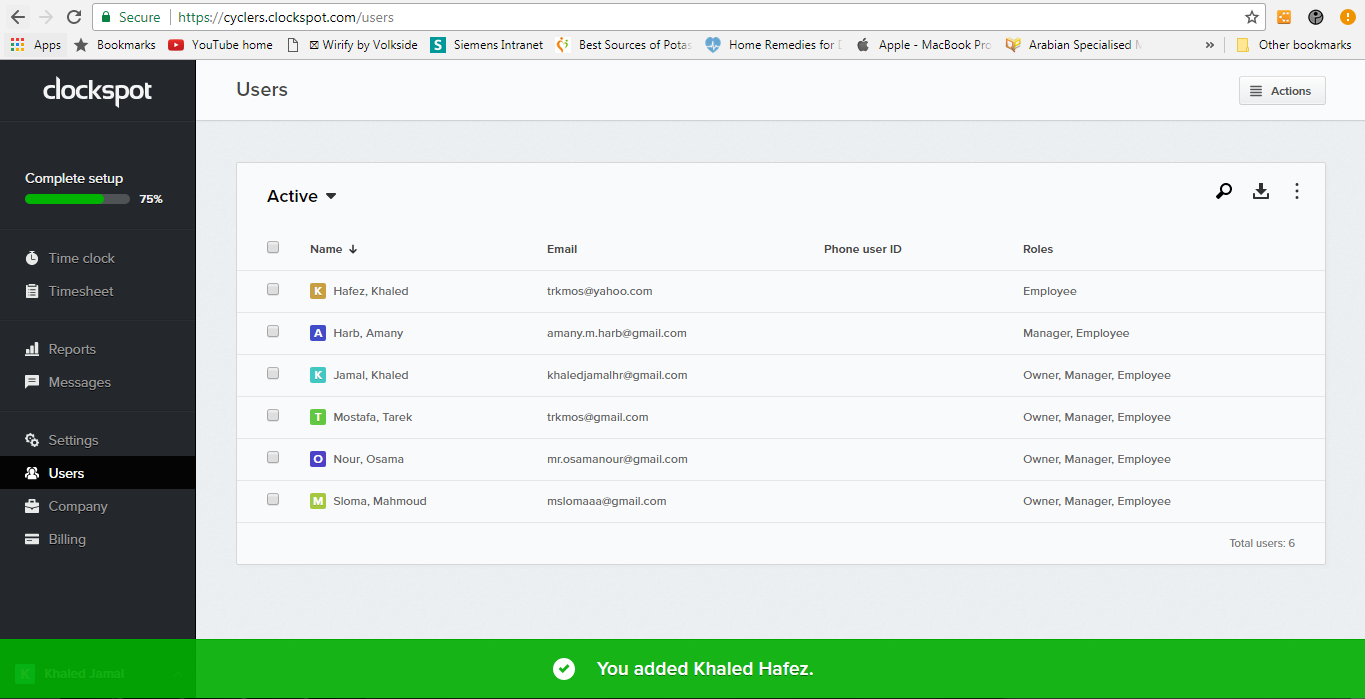 Secure https://cyclers.clockspot.com/users
Apps Bookmarks YouTube home Wirify by Volkside S Siemens Intranet Best Sources of Potas Home Remedies for D Apple - MacBook Pro Arabian Specialised M » Other bookmarks
clockspot
Users
Actions
Complete setup
75%
Time clock
Timesheet
Reports
Messages
Settings
Users
Company
Billing
K Khaled Jamal
Active
Name Email Phone user ID Roles
K Hafez, Khaled trkmos@yahoo.com Employee
A Harb, Amany amany.m.harb@gmail.com Manager, Employee
K Jamal, Khaled khaledjamalhr@gmail.com Owner, Manager, Employee
T Mostafa, Tarek trkmos@gmail.com Owner, Manager, Employee
O Nour, Osama mr.osamanour@gmail.com Owner, Manager, Employee
M Sloma, Mahmoud mslomaaa@gmail.com Owner, Manager, Employee
Total users: 6
You added Khaled Hafez.